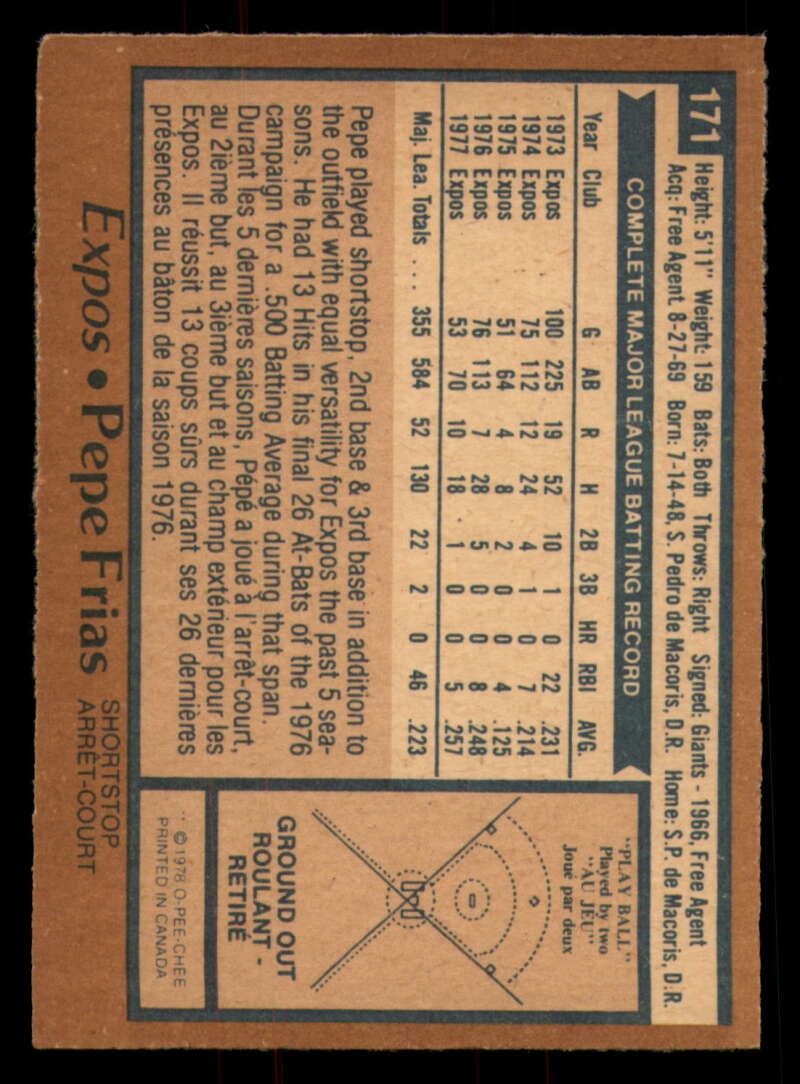 171
Height: 5'11" Weight: 159 Bats: Both Throws: Right Signed: Giants - 1966, Free Agent
Acq: Free Agent, 8-27-69 Born: 7-14-48, S. Pedro de Macoris, D.R. Home: S.P. de Macoris, D.R.
COMPLETE MAJOR LEAGUE BATTING RECORD
Year Club G AB R H 2B 3B HR RBI AVG.
1973 Expos 100 225 19 52 10 1 0 22 .231
1974 Expos 75 112 12 24 4 1 0 7 .214
1975 Expos 51 64 4 8 2 0 0 4 .125
1976 Expos 76 113 7 28 5 0 0 8 .248
1977 Expos 53 70 10 18 1 0 0 5 .257
Maj. Lea. Totals ... 355 584 52 130 22 2 0 46 .223
Pepe played shortstop, 2nd base & 3rd base in addition to
the outfield with equal versatility for Expos the past 5 sea-
sons. He had 13 Hits in his final 26 At-Bats of the 1976
campaign for a .500 Batting Average during that span.
Durant les 5 dernières saisons, Pépé a joué à l'arrêt-court,
au 2ième but, au 3ième but et au champ extérieur pour les
Expos. Il réussit 13 coups sûrs durant ses 26 dernières
présences au bâton de la saison 1976.
"PLAY BALL"
Played by two
"AU JEU"
Joué par deux
GROUND OUT
ROULANT -
RETIRÉ
Expos • Pepe Frias
SHORTSTOP
ARRÊT-COURT
** © 1978 O-PEE-CHEE
PRINTED IN CANADA